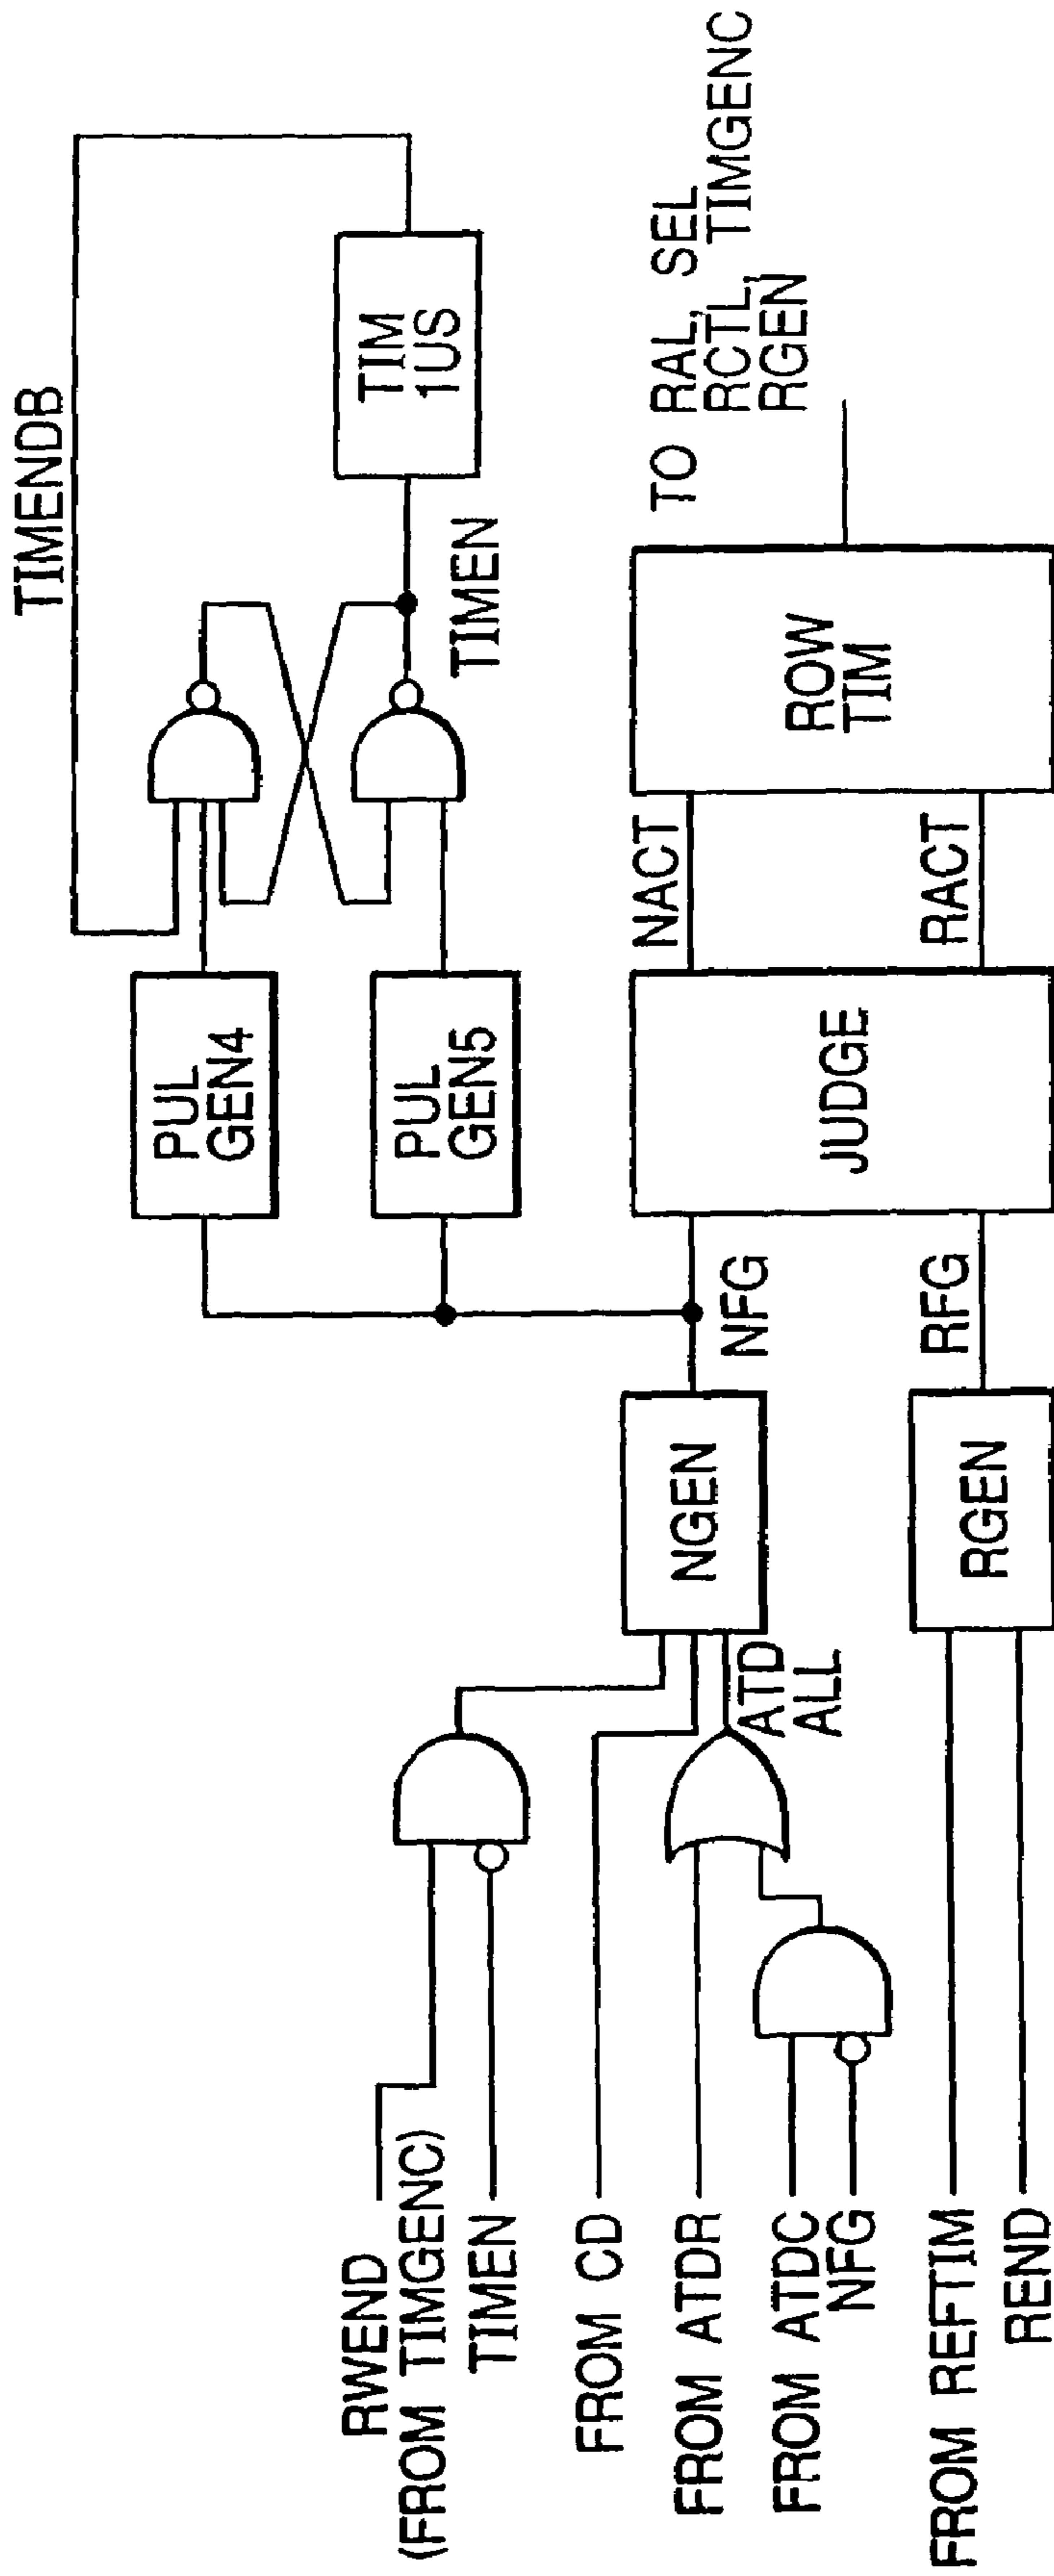 TIMENDB
PUL
GEN4
PUL
GEN5
TIM
1US
TIMEN
RWEND
(FROM TIMGENC)
TIMEN
FROM CD
FROM ATDR
FROM ATDC
NFG
ATD
ALL
NGEN
NFG
FROM REFTIM
REND
RGEN
RFG
JUDGE
NACT
RACT
ROW
TIM
TO RAL, SEL
RCTL, TIMGENC
RGEN